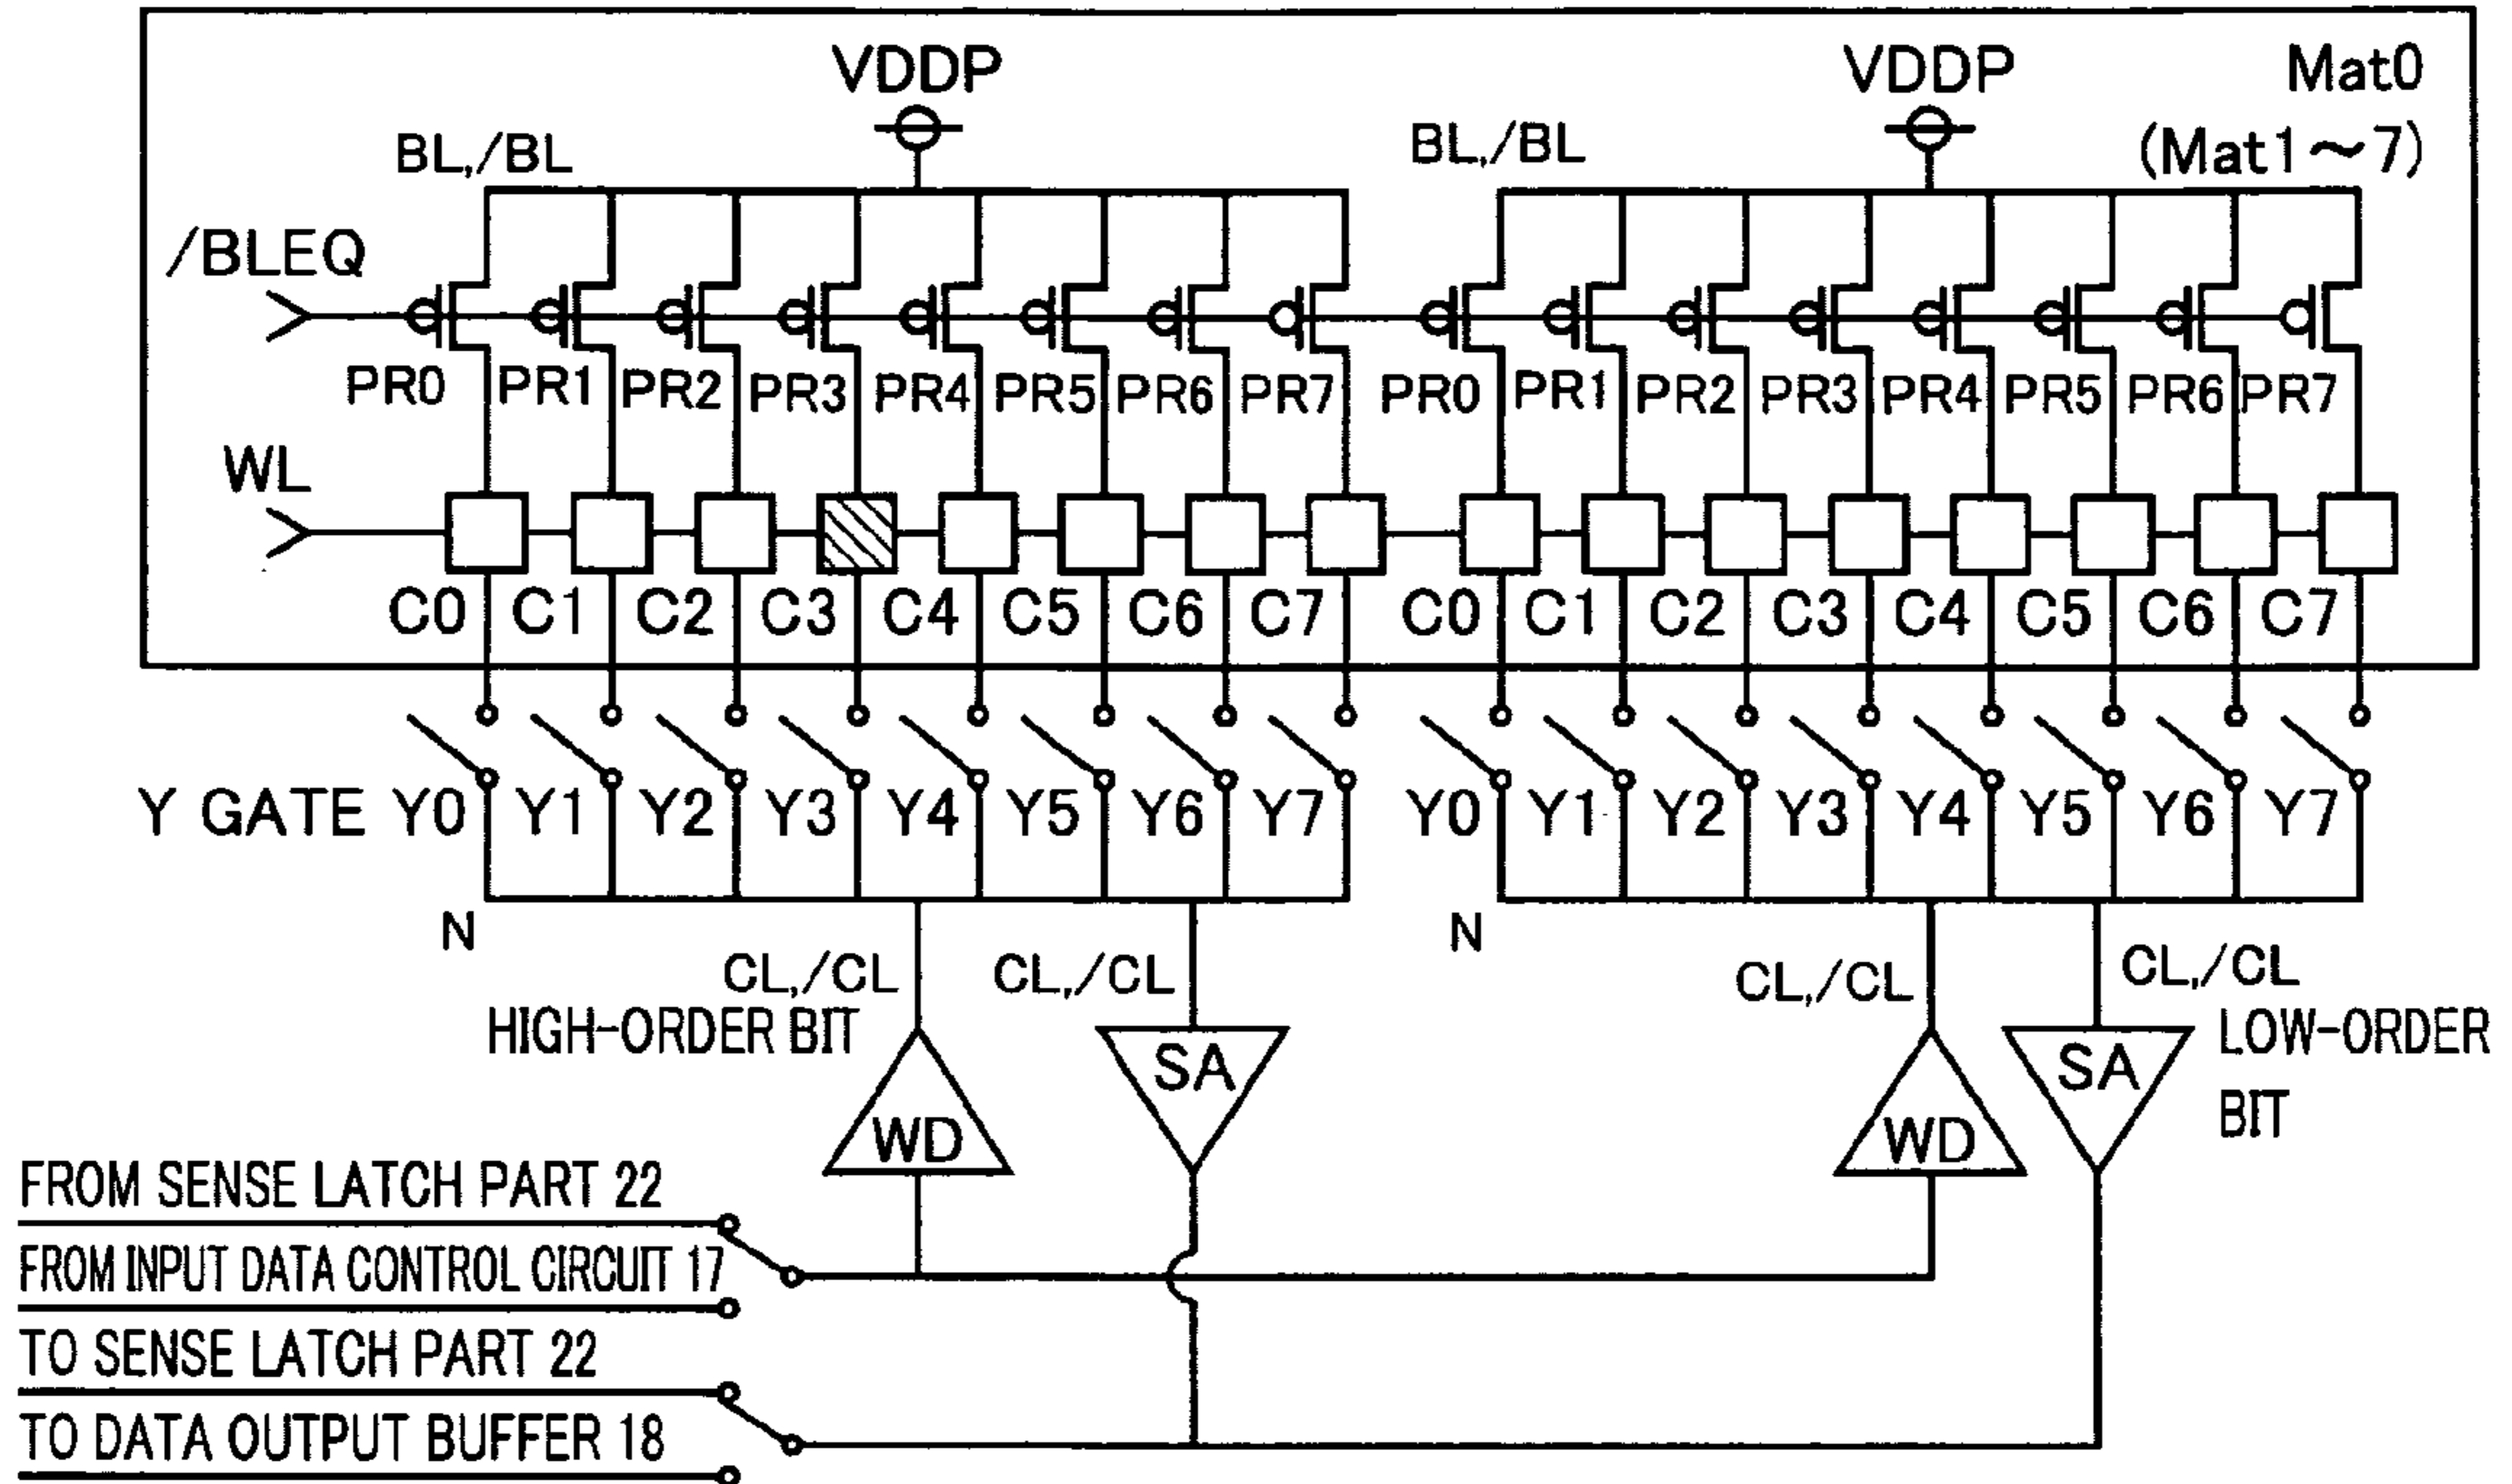 VDDP VDDP Mat0
BL,/BL BL,/BL (Mat1～7)
/BLEQ
PR0 PR1 PR2 PR3 PR4 PR5 PR6 PR7 PR0 PR1 PR2 PR3 PR4 PR5 PR6 PR7
WL
C0 C1 C2 C3 C4 C5 C6 C7 C0 C1 C2 C3 C4 C5 C6 C7
Y GATE Y0 Y1 Y2 Y3 Y4 Y5 Y6 Y7 Y0 Y1 Y2 Y3 Y4 Y5 Y6 Y7
N N
CL,/CL CL,/CL CL,/CL CL,/CL
HIGH-ORDER BIT LOW-ORDER
BIT
SA SA
WD WD
FROM SENSE LATCH PART 22
FROM INPUT DATA CONTROL CIRCUIT 17
TO SENSE LATCH PART 22
TO DATA OUTPUT BUFFER 18